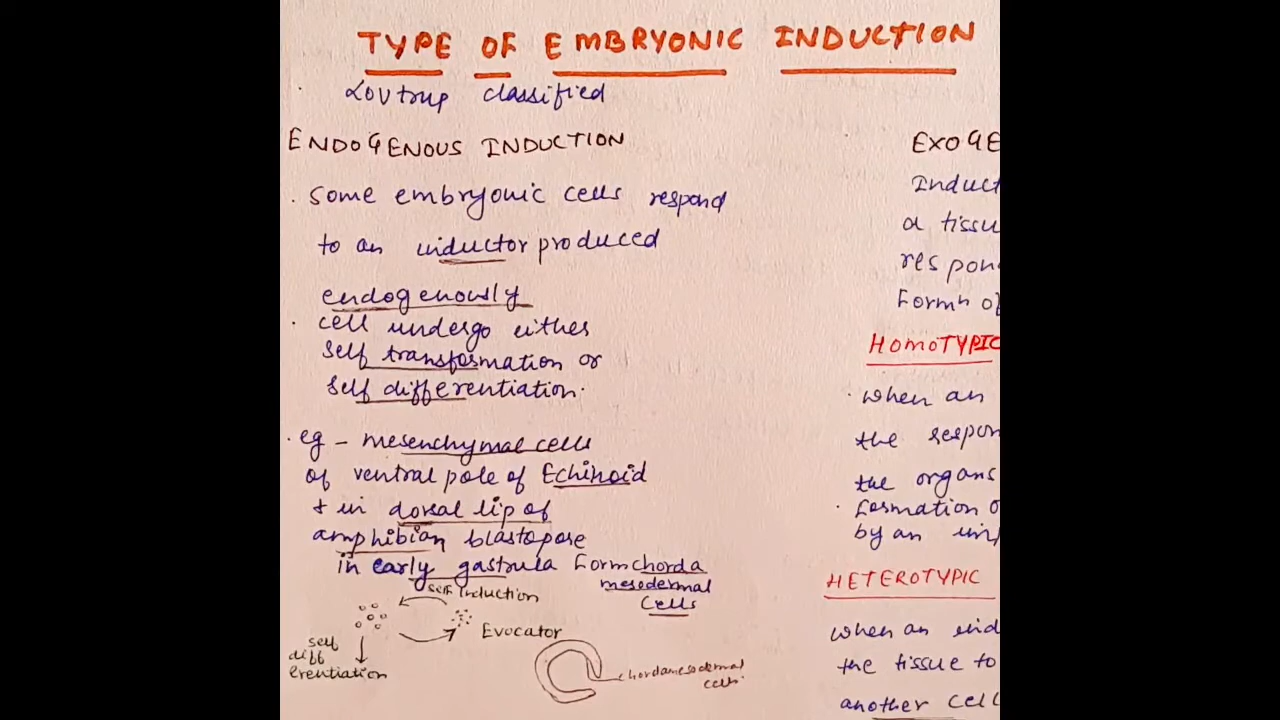 TYPE OF EMBRYONIC INDUCTION
Lovtrup classified
ENDOGENOUS INDUCTION
. Some embryonic cells respond
to an inductor produced
endogenously
. cell undergo either
self transformation or
self differentiation.
. eg - mesenchymal cells
of ventral pole of Echinoid
+ in dorsal lip of
amphibian blastopore
in early gastrula Form chorda
mesodermal
cells
self induction
Evocator
self
diff
erentiation
chordamesodermal
cells.
EXOGE
Induct
a tissu
respon
Formn of
HOMOTYPIC
. when an
the respon
the organs
. Formation o
by an
HETEROTYPIC
when an ind
the tissue to
another cell